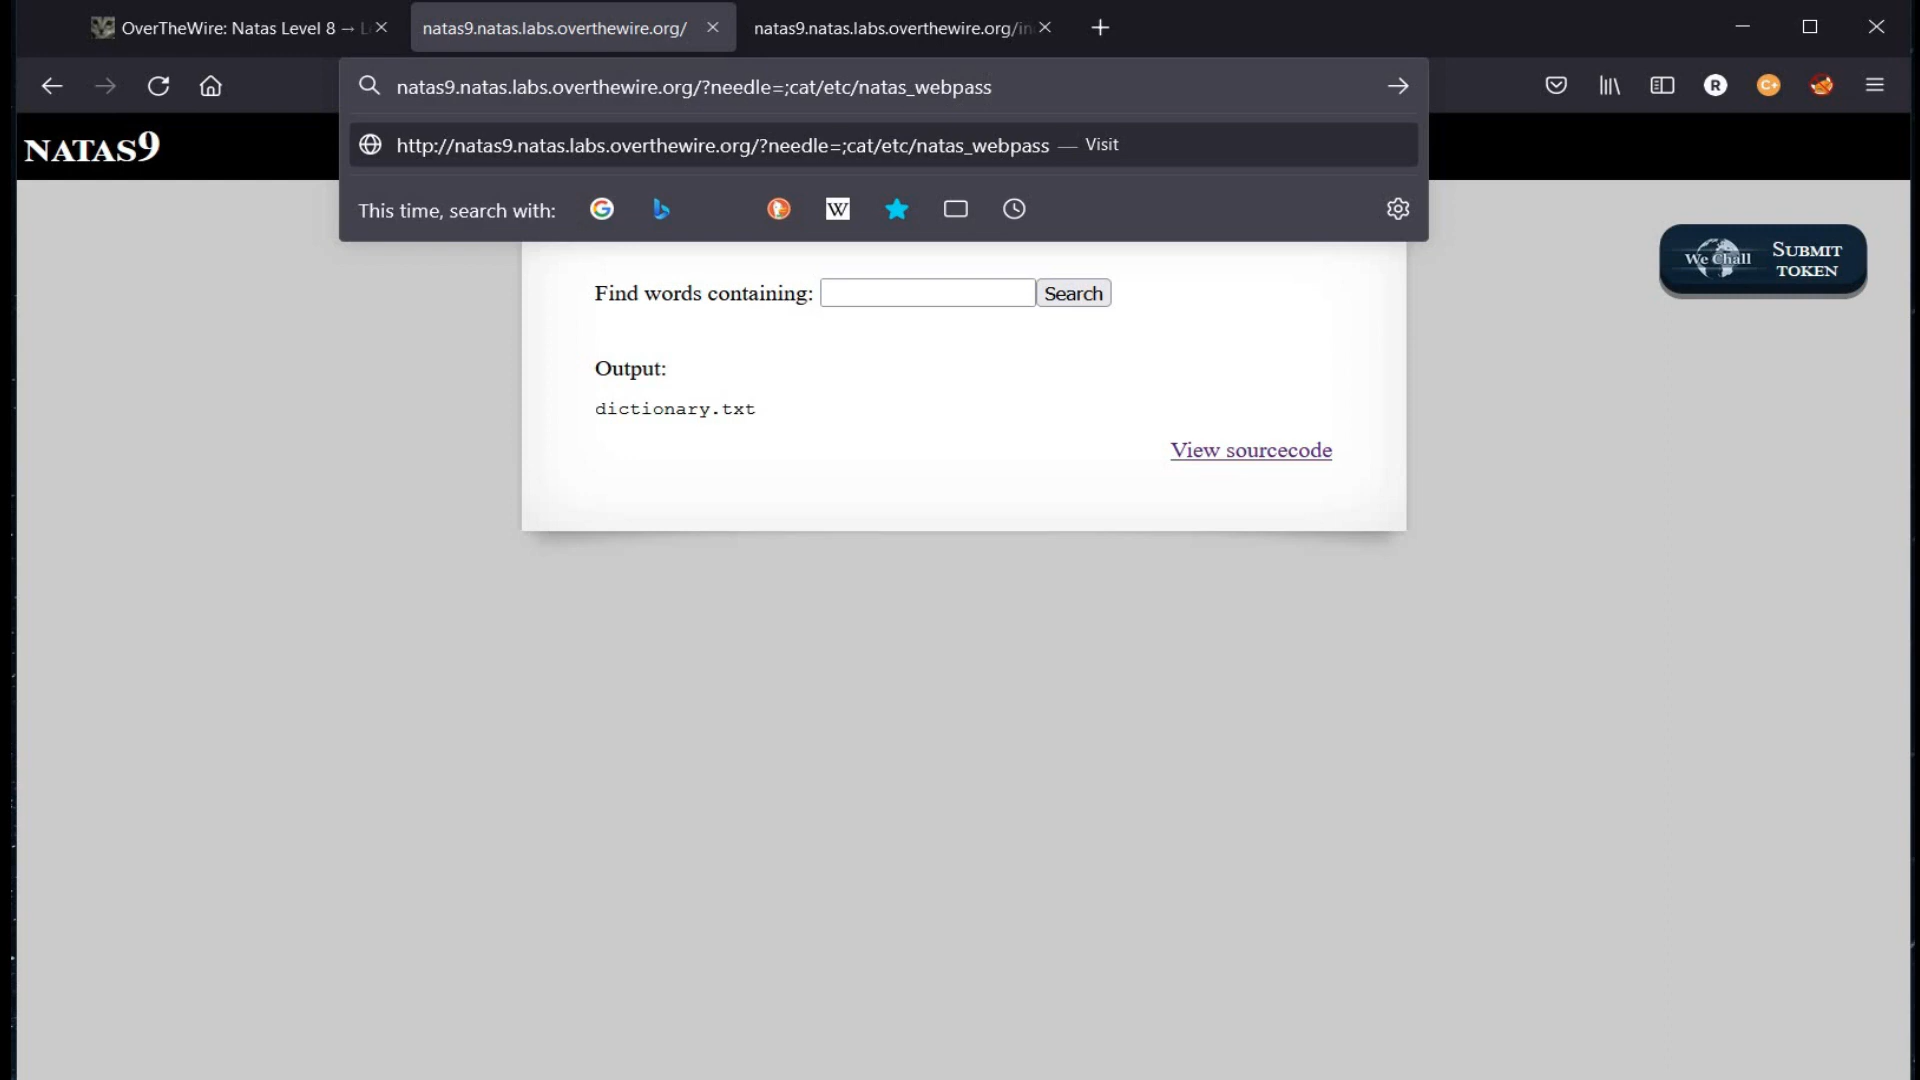 OverTheWire: Natas Level 8 → L
natas9.natas.labs.overthewire.org/
natas9.natas.labs.overthewire.org/in
natas9.natas.labs.overthewire.org/?needle=;cat/etc/natas_webpass
R
C+
NATAS9
http://natas9.natas.labs.overthewire.org/?needle=;cat/etc/natas_webpass — Visit
This time, search with:
W
We Chall
SUBMIT
TOKEN
Find words containing:
Search
Output:
dictionary.txt
View sourcecode